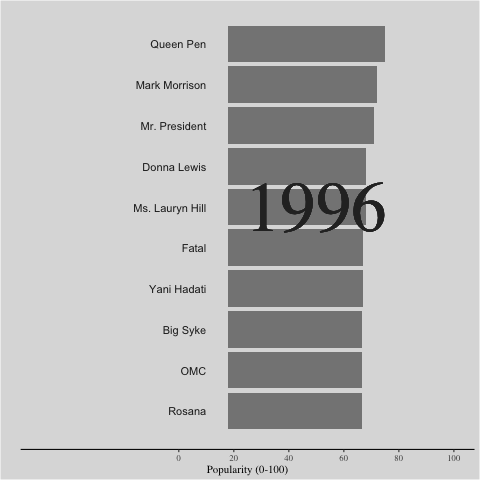 Queen Pen
Mark Morrison
Mr. President
Donna Lewis
Ms. Lauryn Hill
1996
Fatal
Yani Hadati
Big Syke
OMC
Rosana
0 20 40 60 80 100
Popularity (0-100)